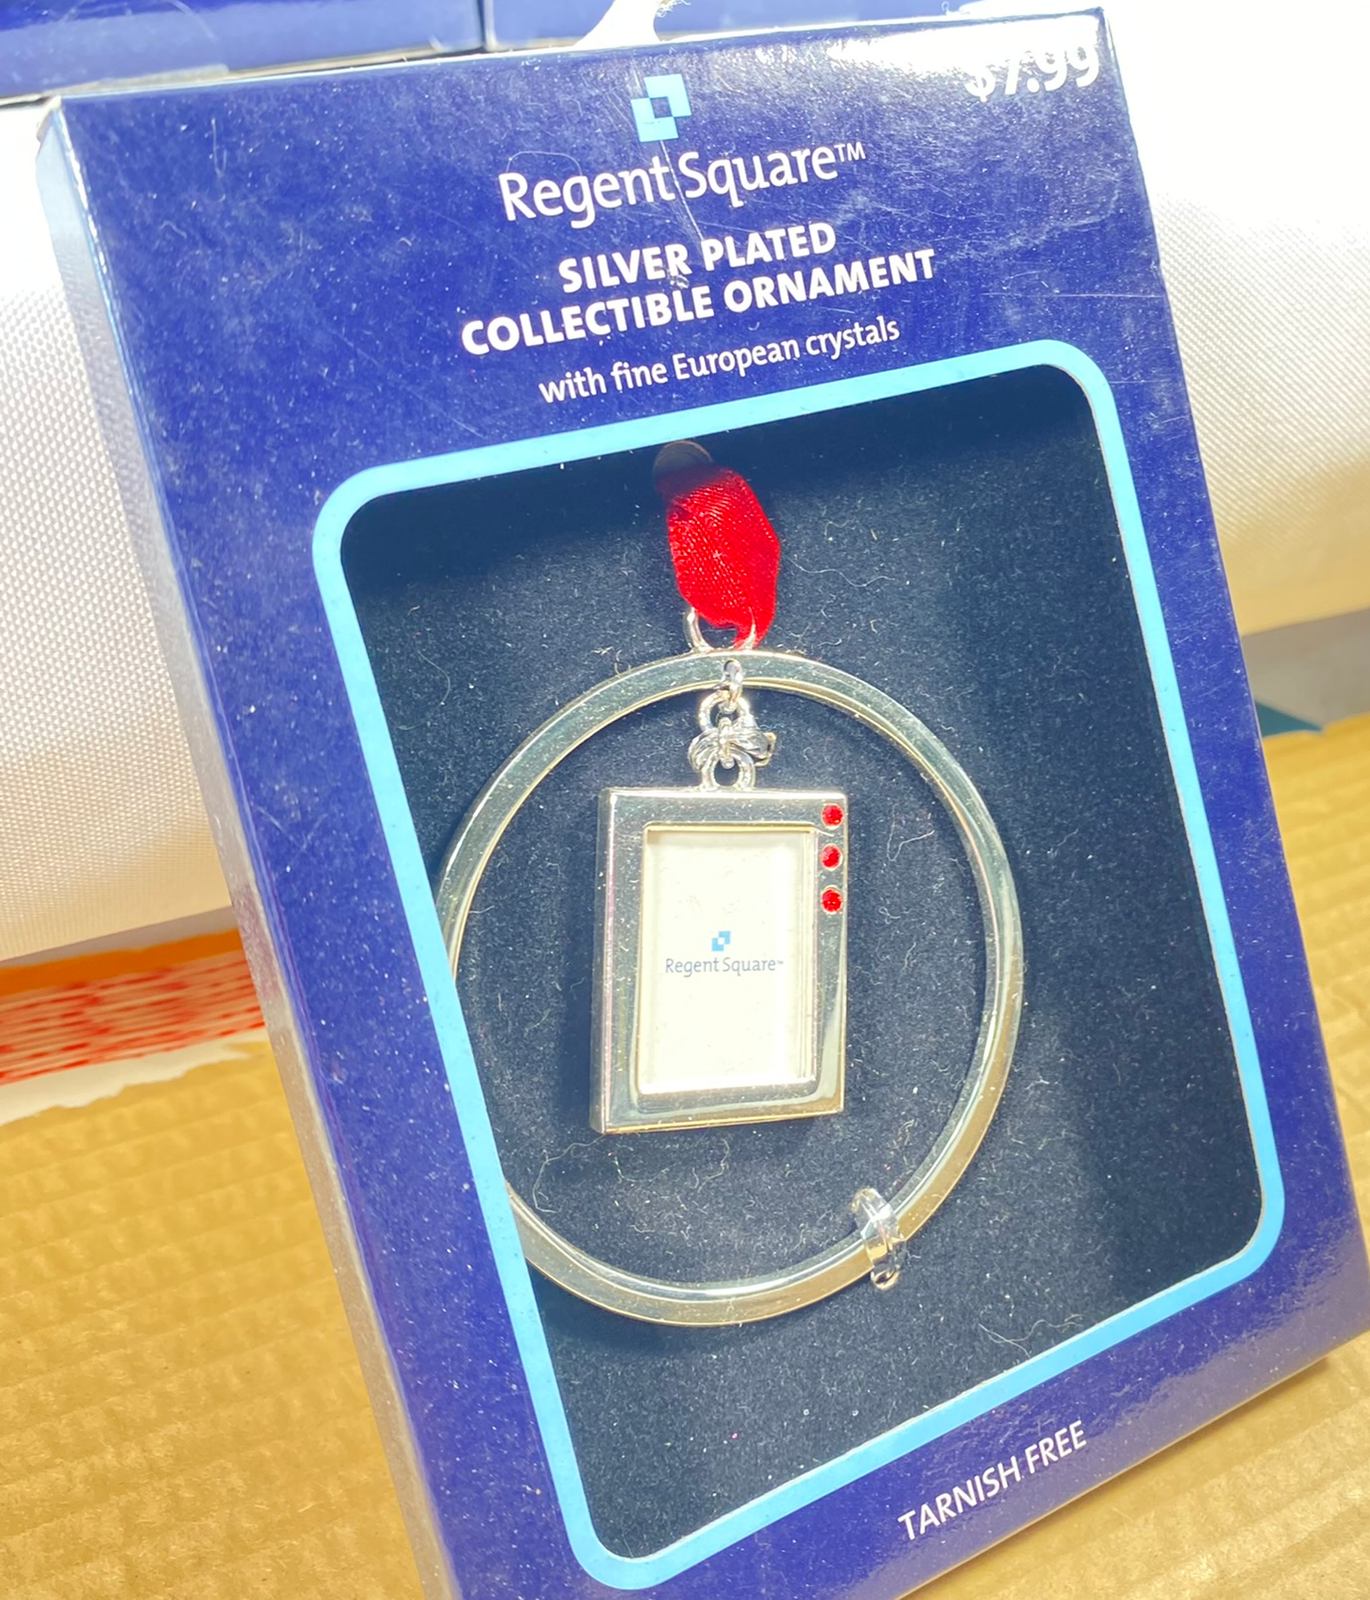 $7.99
Regent Square™
SILVER PLATED
COLLECTIBLE ORNAMENT
with fine European crystals
Regent Square™
TARNISH FREE